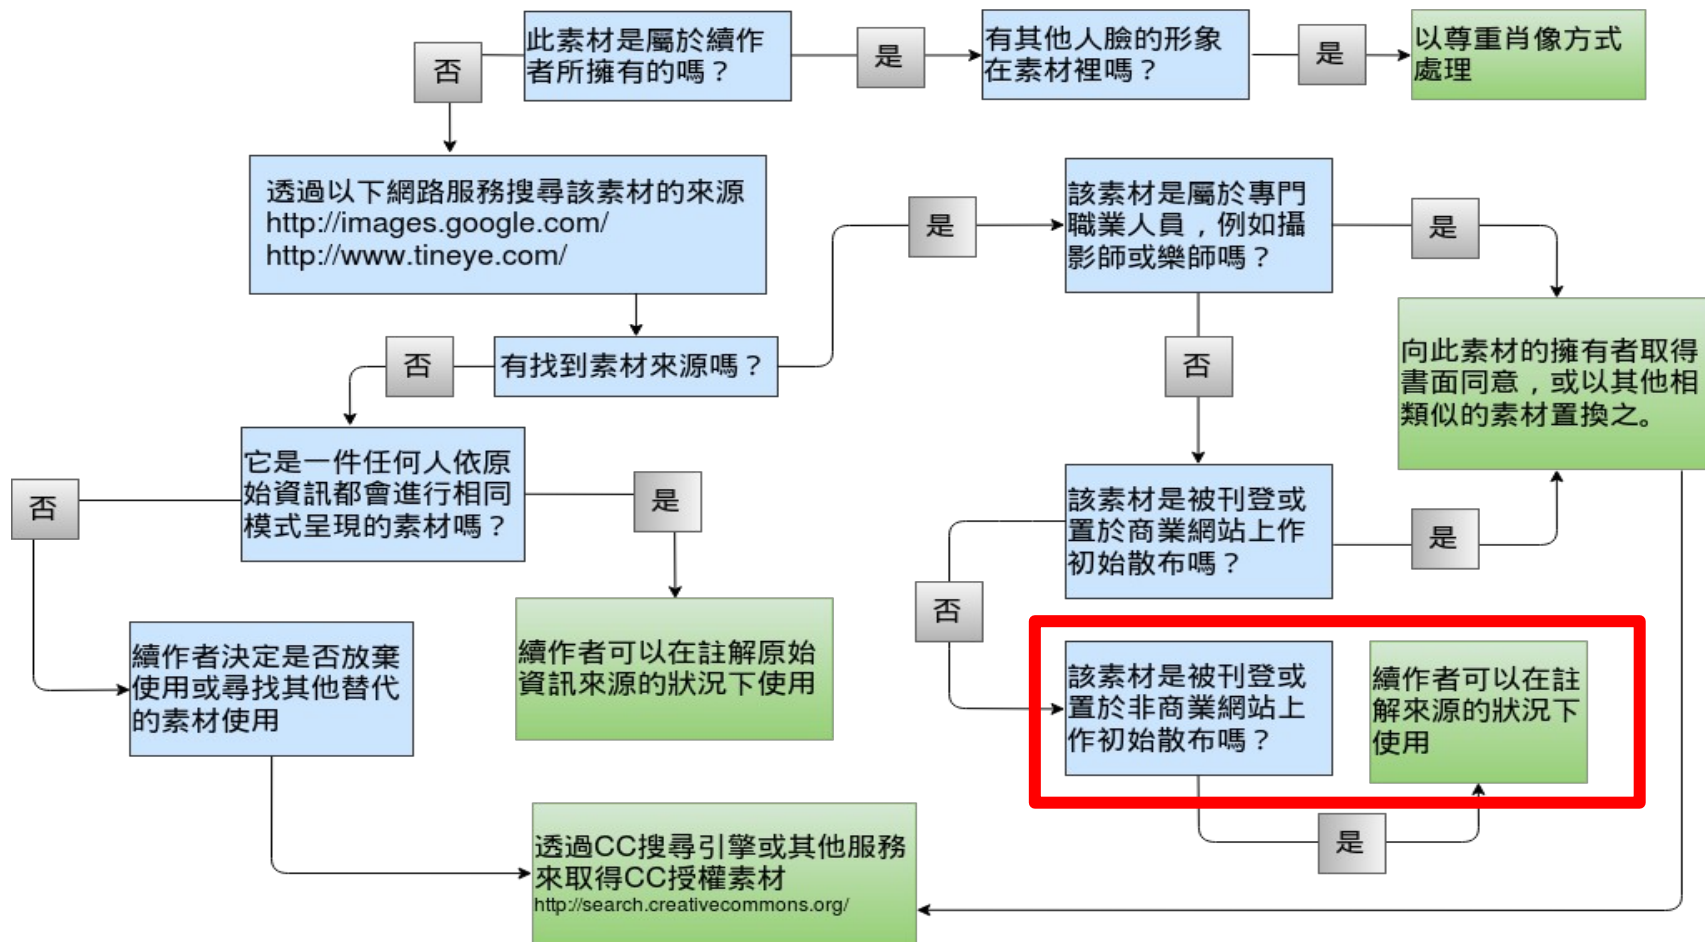 此素材是屬於續作
者所擁有的嗎？
否
是
有其他人臉的形象
在素材裡嗎？
是
以尊重肖像方式
處理
透過以下網路服務搜尋該素材的來源
http://images.google.com/
http://www.tineye.com/
有找到素材來源嗎？
否
是
該素材是屬於專門
職業人員，例如攝
影師或樂師嗎？
是
否
向此素材的擁有者取得
書面同意，或以其他相
類似的素材置換之。
它是一件任何人依原
始資訊都會進行相同
模式呈現的素材嗎？
否
是
該素材是被刊登或
置於商業網站上作
初始散布嗎？
是
否
續作者決定是否放棄
使用或尋找其他替代
的素材使用
續作者可以在註解原始
資訊來源的狀況下使用
該素材是被刊登或
置於非商業網站上
作初始散布嗎？
續作者可以在註
解來源的狀況下
使用
是
透過CC搜尋引擎或其他服務
來取得CC授權素材
http://search.creativecommons.org/